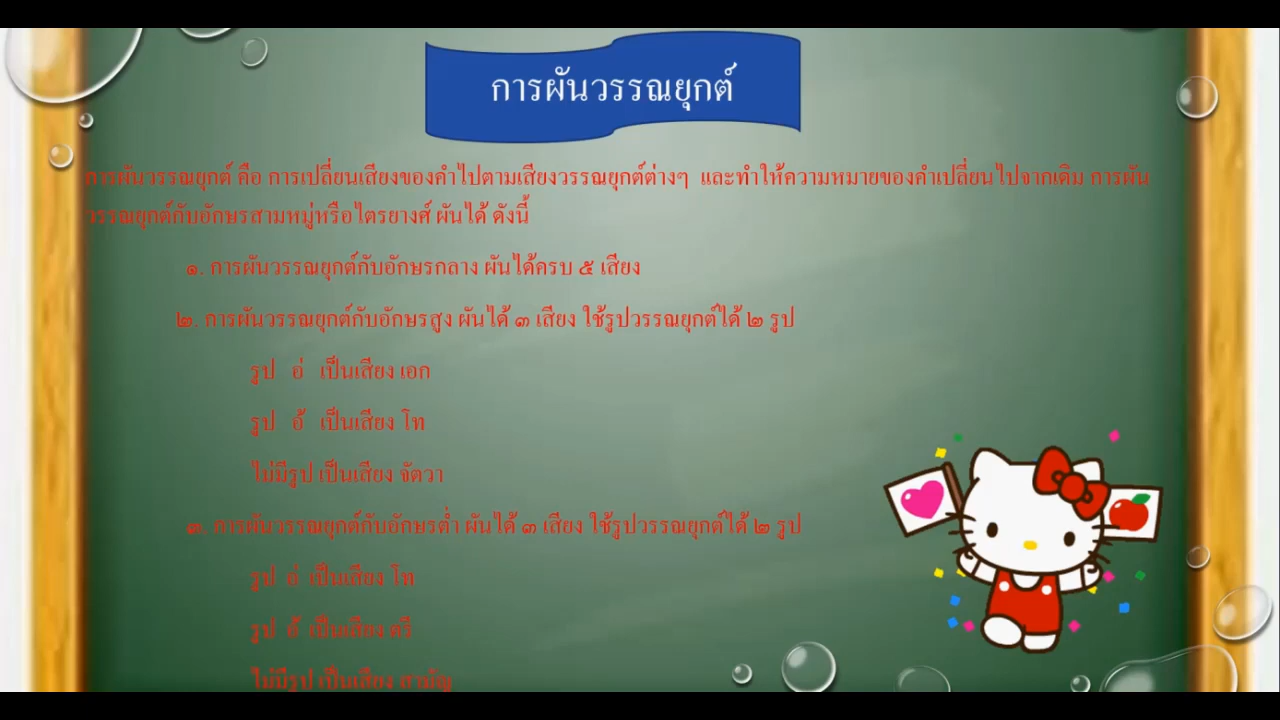 การผันวรรณยุกต์
การผันวรรณยุกต์ คือ การเปลี่ยนเสียงของคำไปตามเสียงวรรณยุกต์ต่างๆ และทำให้ความหมายของคำเปลี่ยนไปจากเดิม การผัน
วรรณยุกต์กับอักษรสามหมู่หรือไตรยางศ์ ผันได้ ดังนี้
๑. การผันวรรณยุกต์กับอักษรกลาง ผันได้ครบ ๕ เสียง
๒. การผันวรรณยุกต์กับอักษรสูง ผันได้ ๓ เสียง ใช้รูปวรรณยุกต์ได้ ๒ รูป
รูป อ่ เป็นเสียง เอก
รูป อ้ เป็นเสียง โท
ไม่มีรูป เป็นเสียง จัตวา
๓. การผันวรรณยุกต์กับอักษรต่ำ ผันได้ ๓ เสียง ใช้รูปวรรณยุกต์ได้ ๒ รูป
รูป อ่ เป็นเสียง โท
รูป อ้ เป็นเสียง ตรี
ไม่มีรูป เป็นเสียง สามัญ